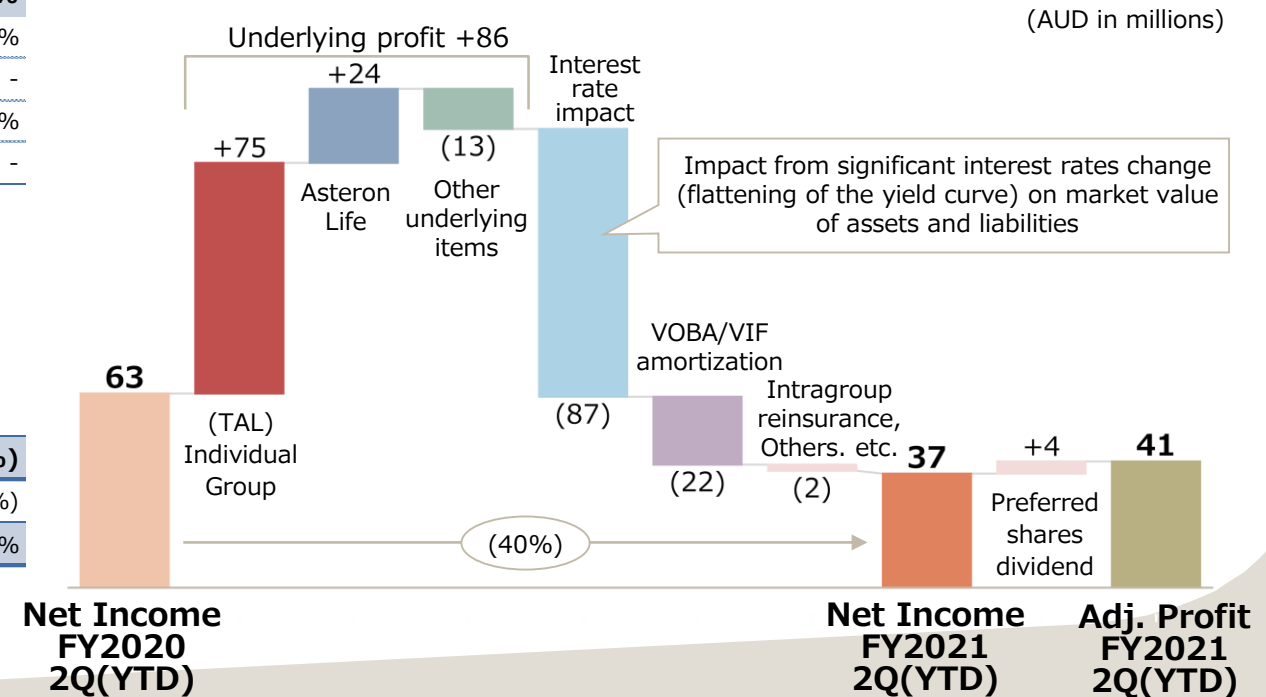 %
%
-
%
-
%)
%)
%
(AUD in millions)
Underlying profit +86
+24
Interest
rate
impact
+75
(13)
Asteron
Life
Other
underlying
items
Impact from significant interest rates change
(flattening of the yield curve) on market value
of assets and liabilities
63
(TAL)
Individual
Group
(87)
VOBA/VIF
amortization
(22)
Intragroup
reinsurance,
Others. etc.
(2)
37
+4
41
Preferred
shares
dividend
(40%)
Net Income
FY2020
2Q(YTD)
Net Income
FY2021
2Q(YTD)
Adj. Profit
FY2021
2Q(YTD)